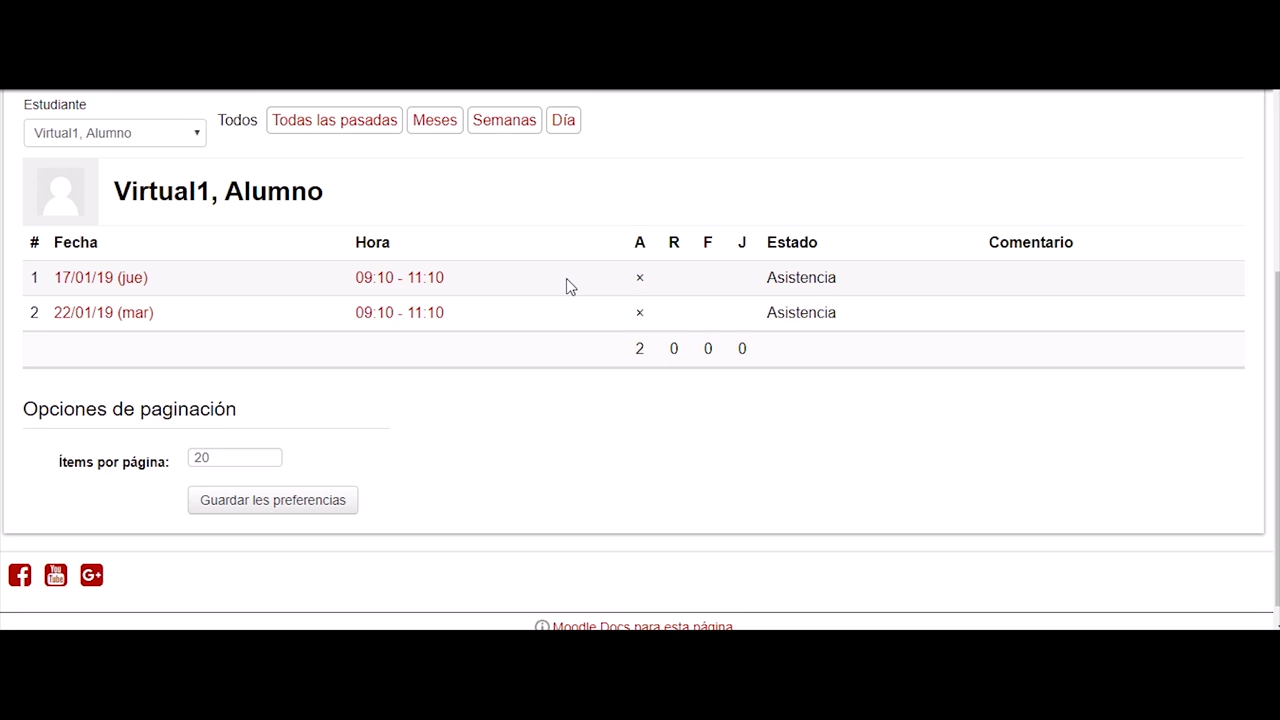 Estudiante
Virtual1, Alumno
Todos Todas las pasadas Meses Semanas Día
Virtual1, Alumno
# Fecha Hora A R F J Estado Comentario
1 17/01/19 (jue) 09:10 - 11:10 × Asistencia
2 22/01/19 (mar) 09:10 - 11:10 × Asistencia
2 0 0 0
Opciones de paginación
Ítems por página: 20
Guardar les preferencias
You Tube G+
Moodle Docs para esta página